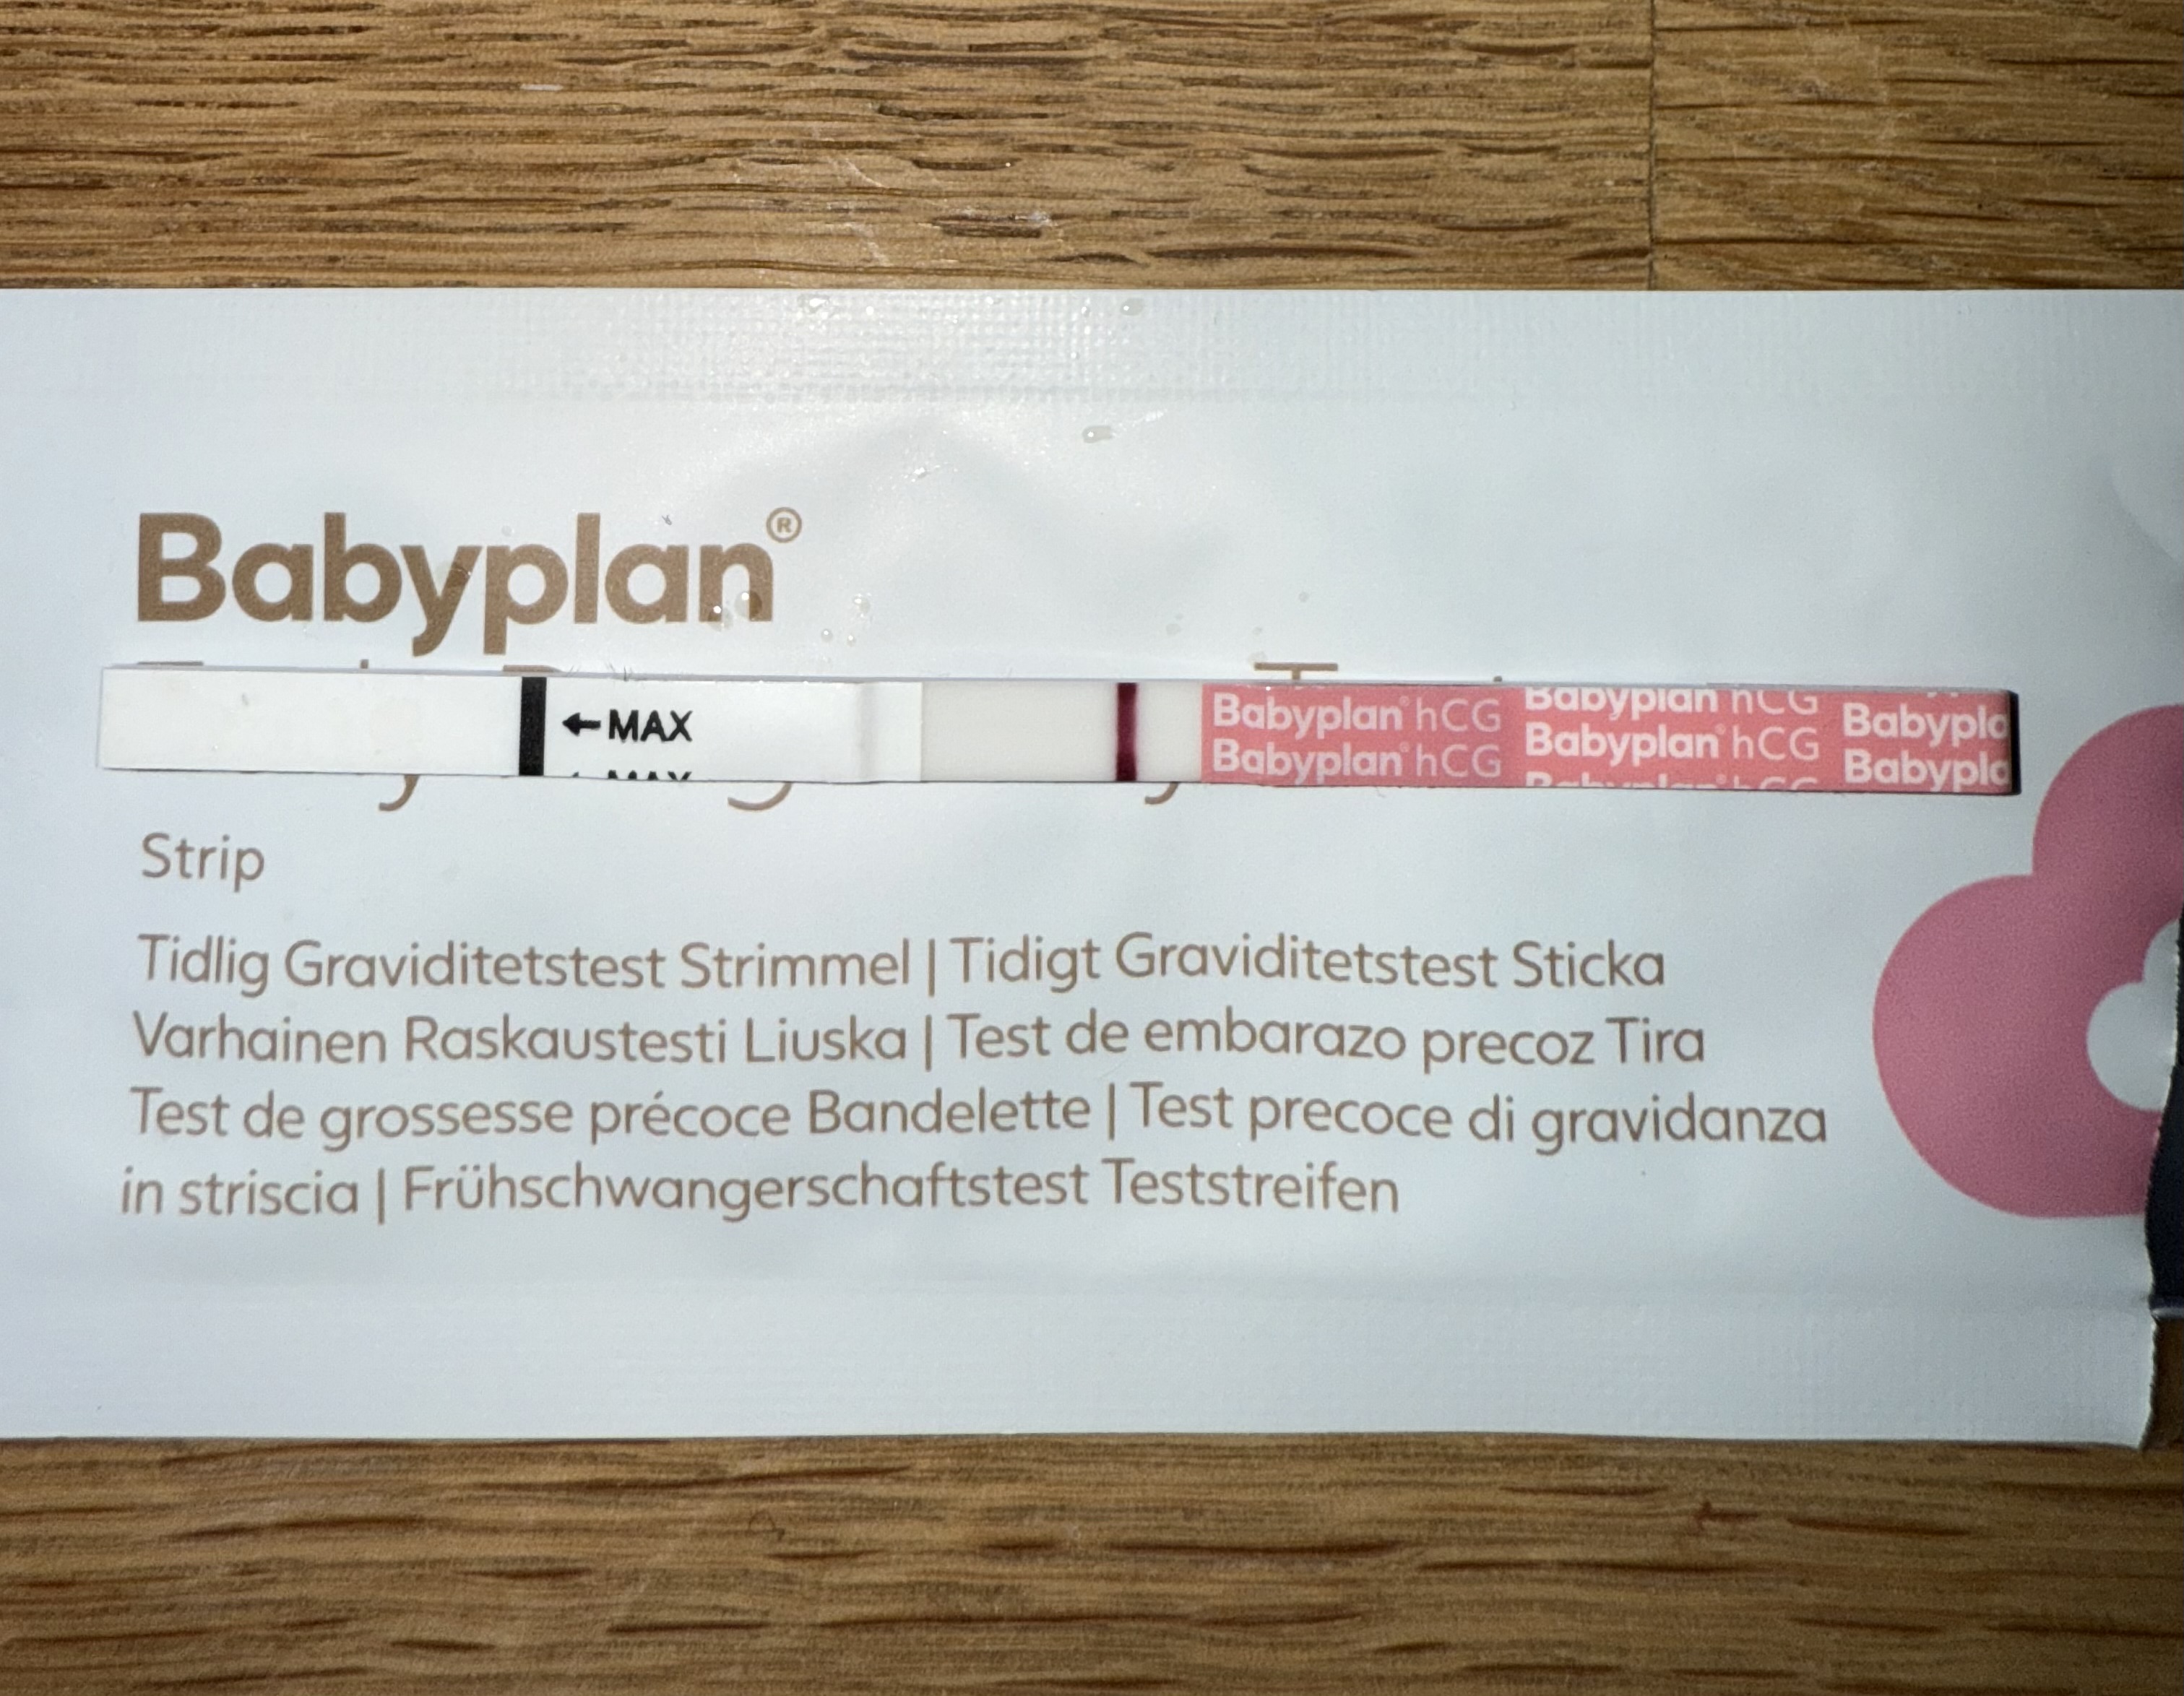 Babyplan®
←MAX
Babyplan® hCG
Babyplan® hCG
Babyplan® hCG
Babyplan® hCG
Babypla
Babypla
Strip
Tidlig Graviditetstest Strimmel | Tidigt Graviditetstest Sticka
Varhainen Raskaustesti Liuska | Test de embarazo precoz Tira
Test de grossesse précoce Bandelette | Test precoce di gravidanza
in striscia | Frühschwangerschaftstest Teststreifen